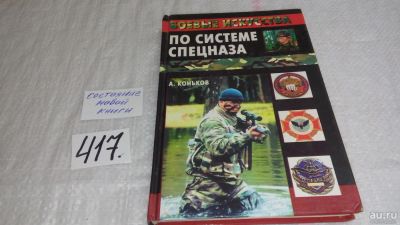 состояние
новой
книги
417.
БОЕВЫЕ ИСКУССТВА
ПО СИСТЕМЕ
СПЕЦНАЗА
А. КОНЬКОВ
au.ru